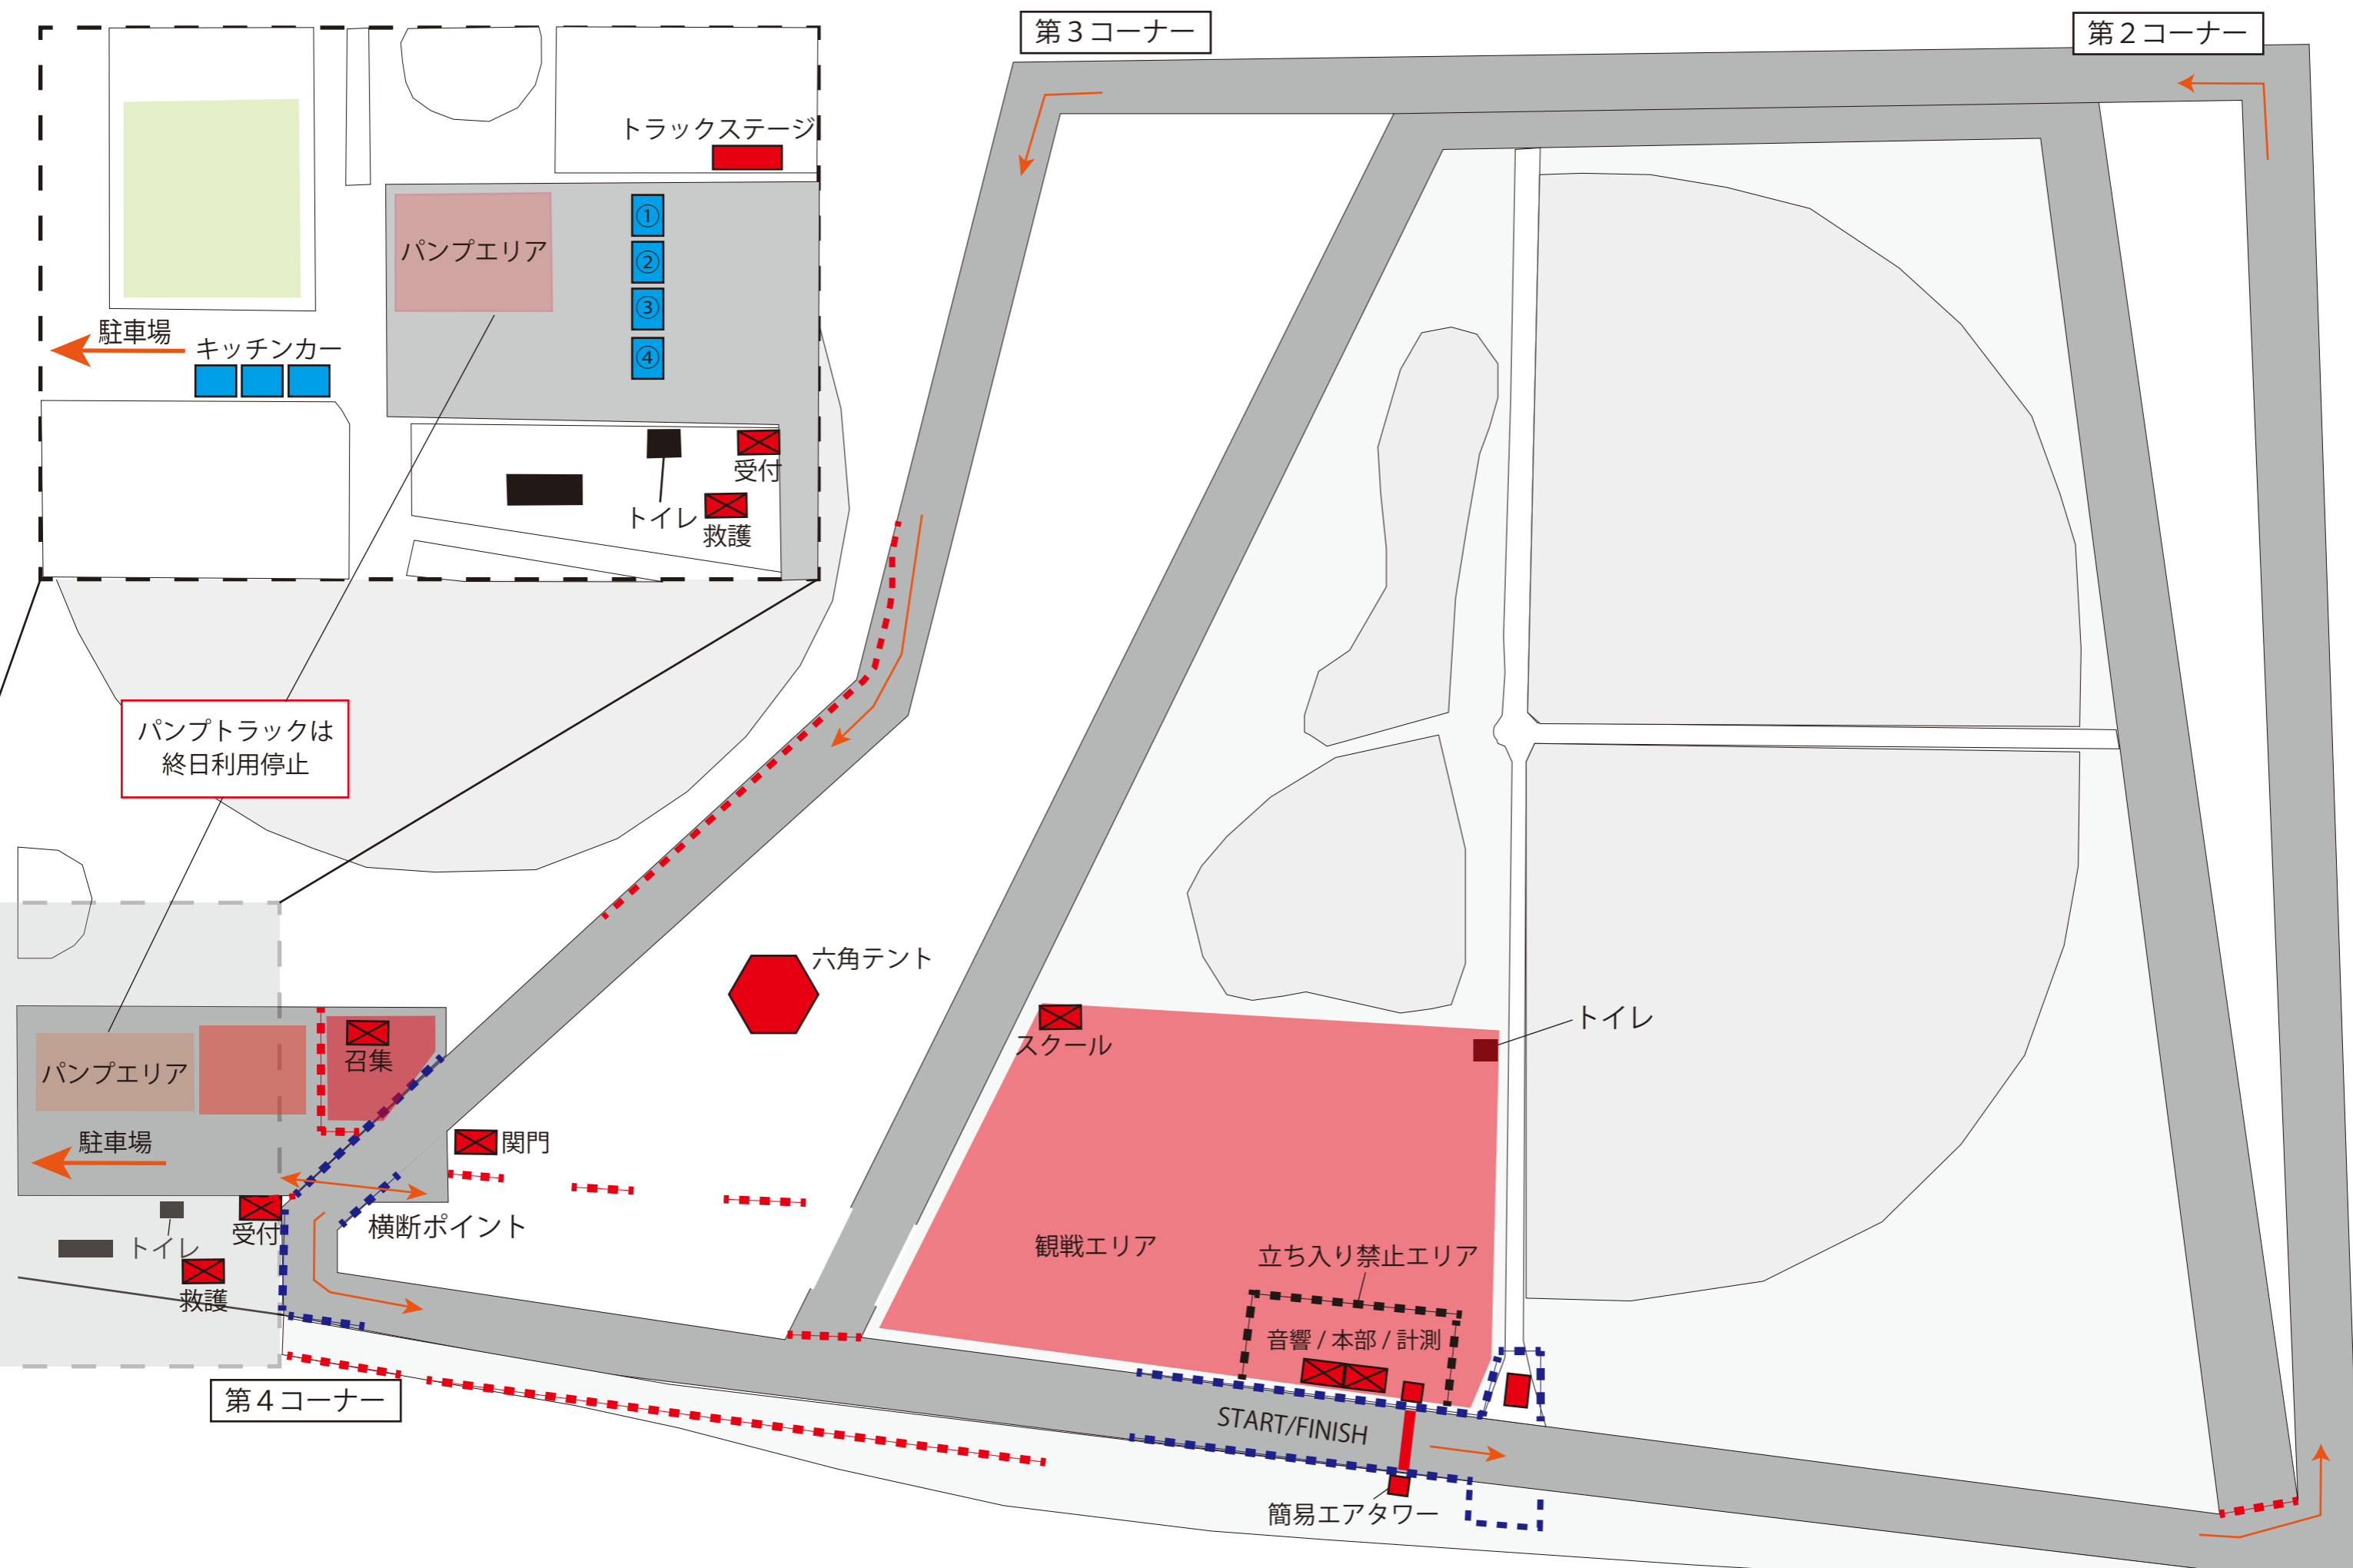 第３コーナー
第２コーナー
トラックステージ
パンプエリア
①
②
③
④
駐車場
キッチンカー
受付
トイレ
救護
パンプトラックは
終日利用停止
六角テント
スクール
トイレ
召集
パンプエリア
駐車場
関門
受付
横断ポイント
トイレ
救護
観戦エリア
立ち入り禁止エリア
音響 / 本部 / 計測
第４コーナー
START/FINISH
簡易エアタワー